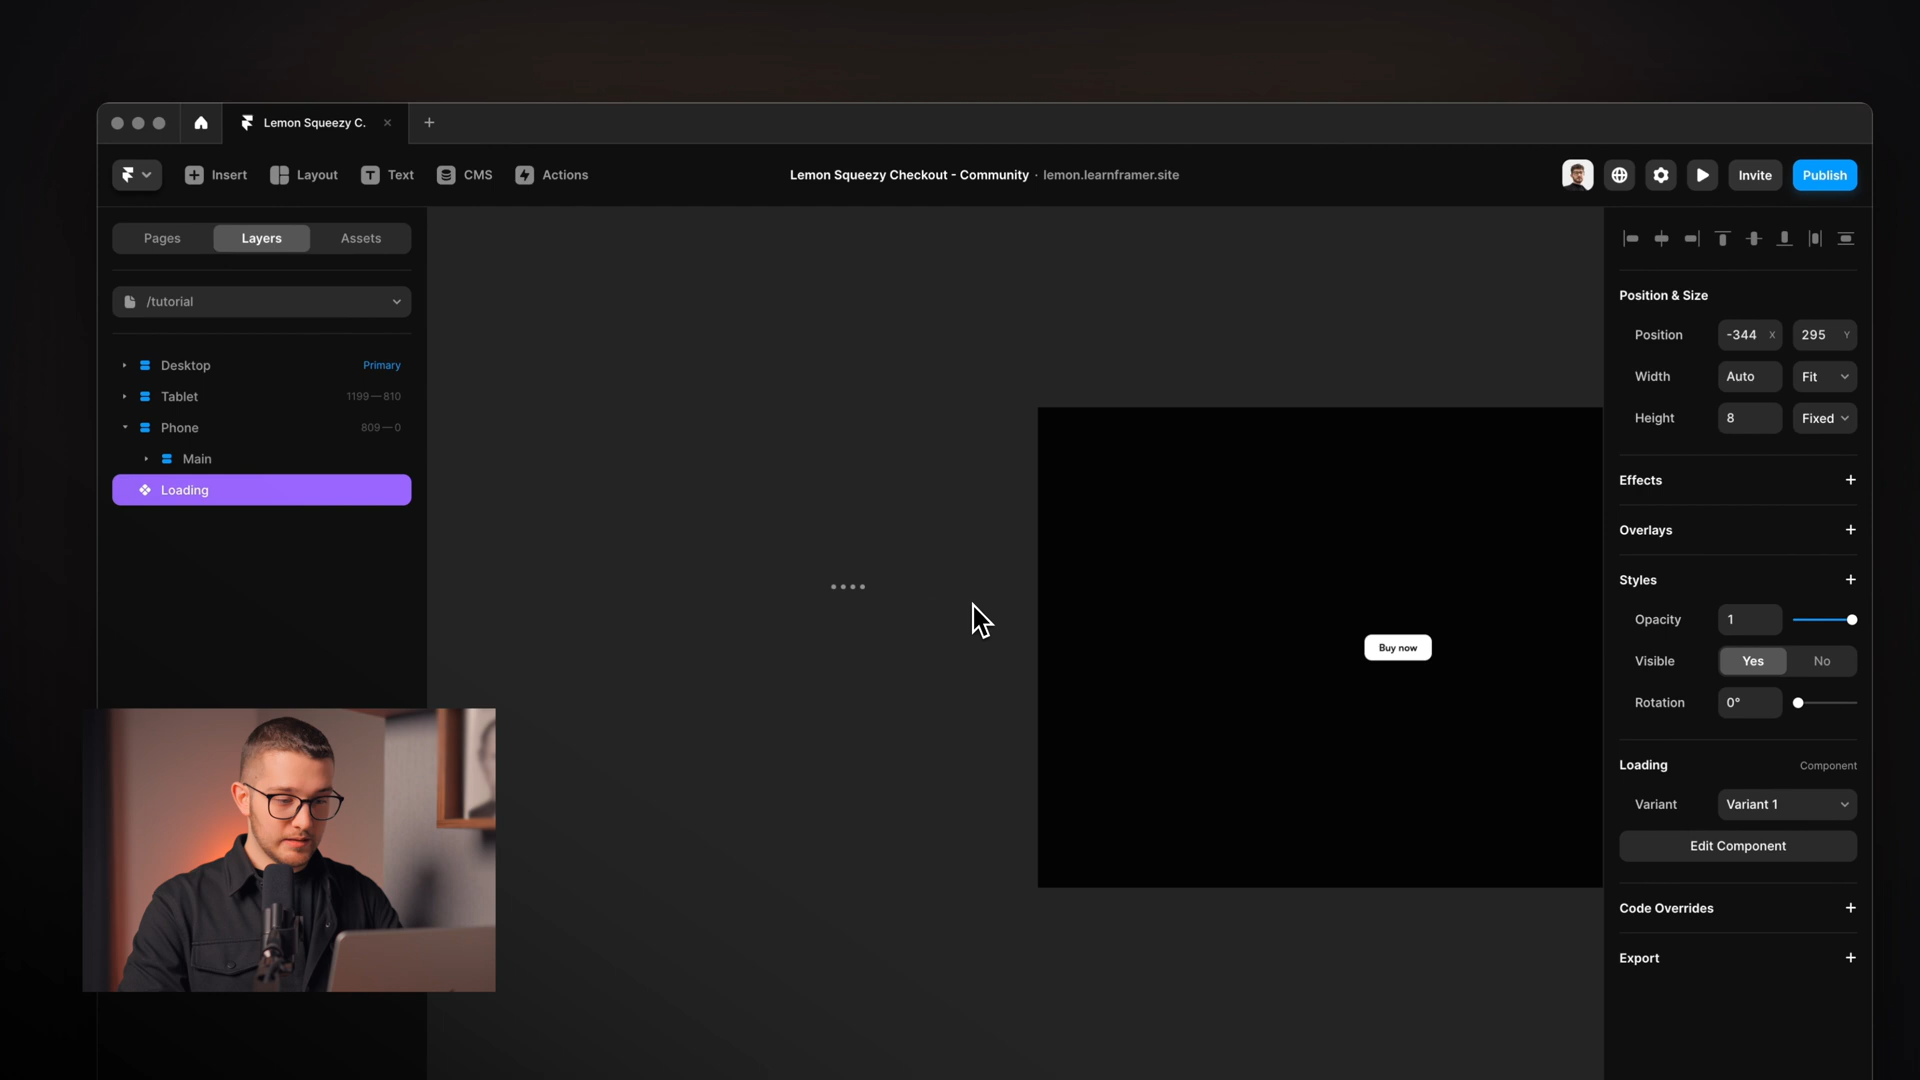 Lemon Squeezy C.
Insert
Layout
Text
CMS
Actions
Lemon Squeezy Checkout - Community · lemon.learnframer.site
Invite
Publish
Pages
Layers
Assets
/tutorial
Desktop Primary
Tablet 1199—810
Phone 809—0
Main
Loading
Buy now
Position & Size
Position -344 X 295 Y
Width Auto Fit
Height 8 Fixed
Effects
Overlays
Styles
Opacity 1
Visible Yes No
Rotation 0°
Loading Component
Variant Variant 1
Edit Component
Code Overrides
Export